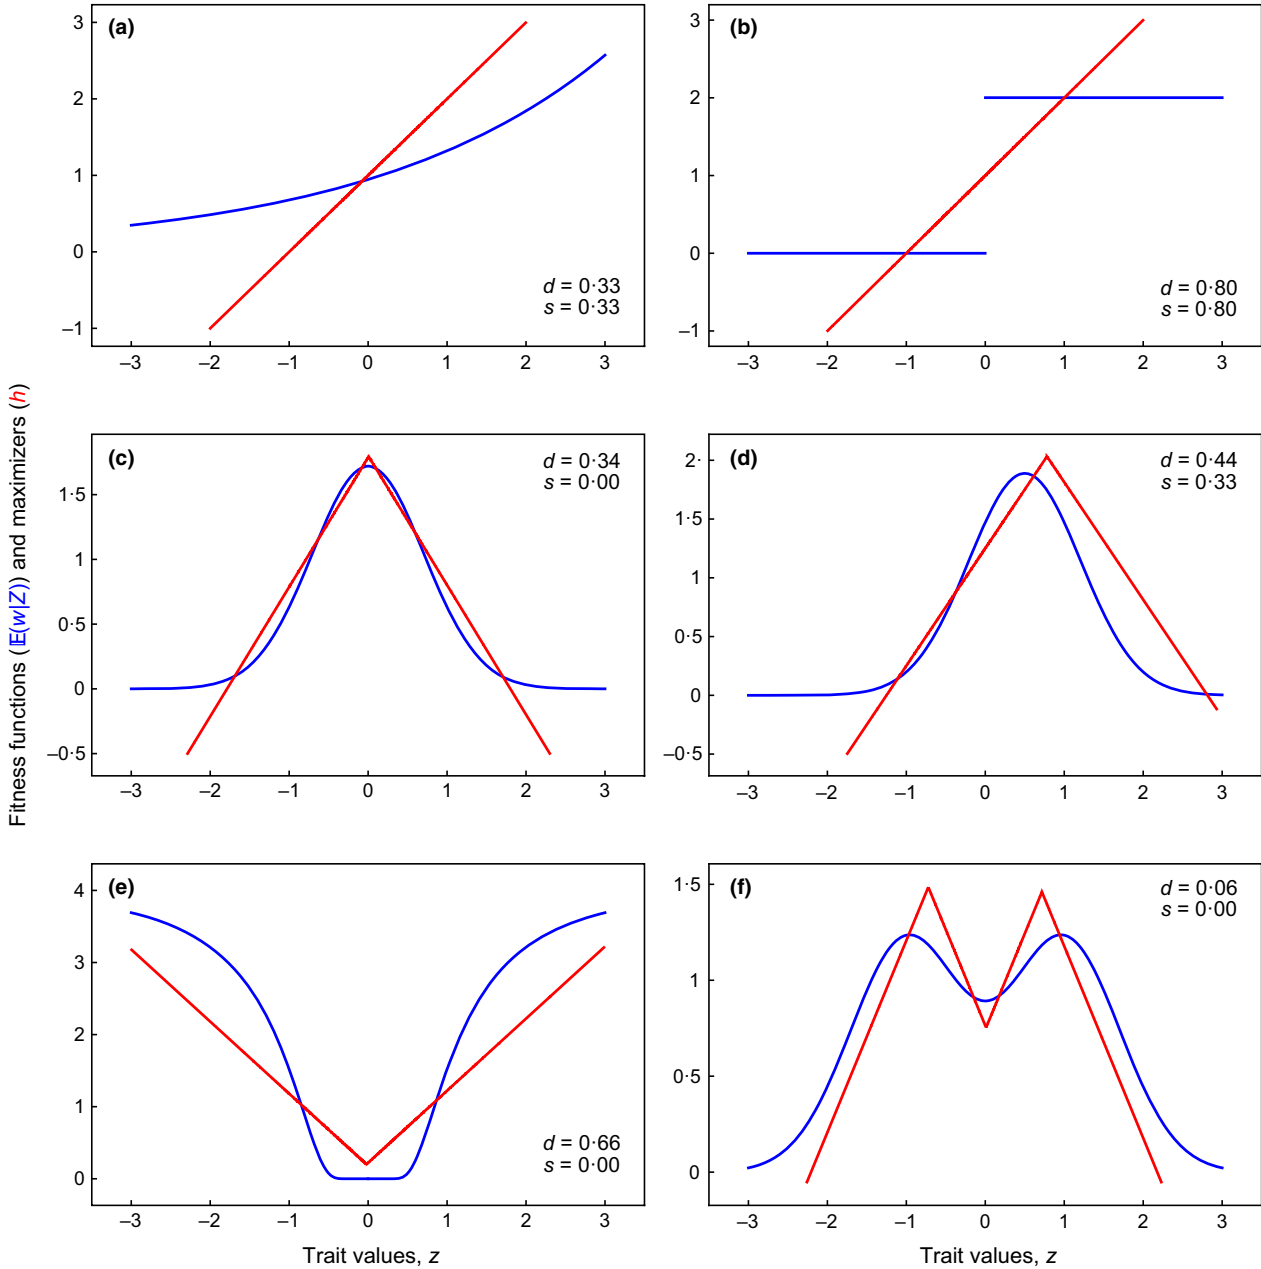 Fitness functions (𝔼(w|Z)) and maximizers (h)
(a)
3
2
1
0
–1
d = 0·33
s = 0·33
–3 –2 –1 0 1 2 3
(b)
3
2
1
0
–1
d = 0·80
s = 0·80
–3 –2 –1 0 1 2 3
(c)
d = 0·34
s = 0·00
1·5
1
0·5
0
–0·5
–3 –2 –1 0 1 2 3
(d)
d = 0·44
s = 0·33
2·
1·5
1
0·5
0
–0·5
–3 –2 –1 0 1 2 3
(e)
4
3
2
1
0
d = 0·66
s = 0·00
–3 –2 –1 0 1 2 3
Trait values, z
(f)
d = 0·06
s = 0·00
1·5
1
0·5
0
–3 –2 –1 0 1 2 3
Trait values, z